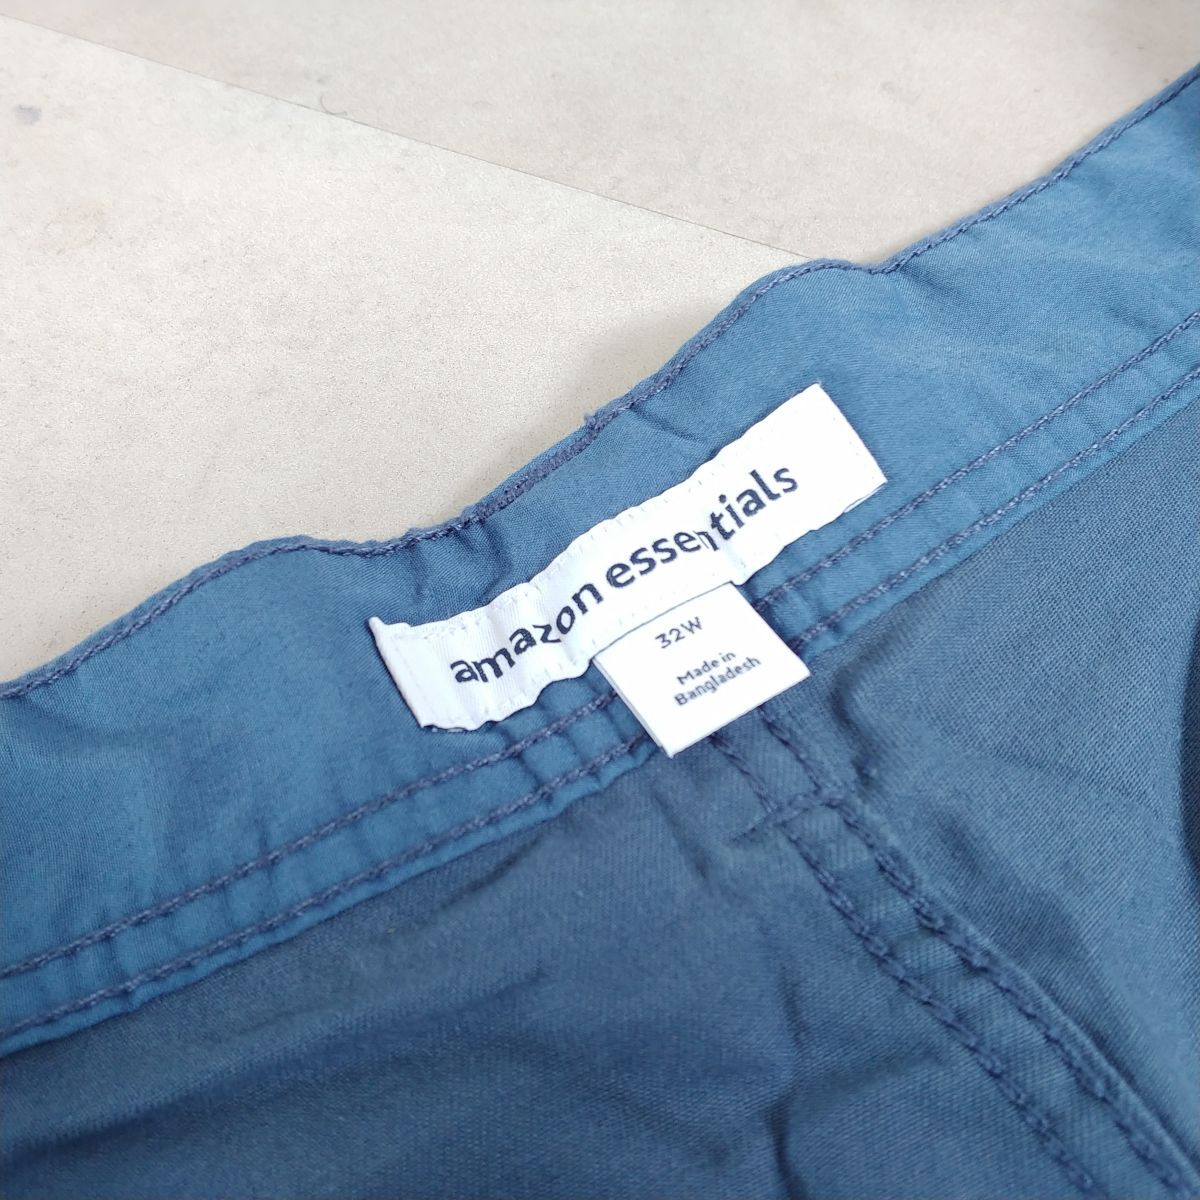 amazon essentials
32W
Made in
Bangladesh